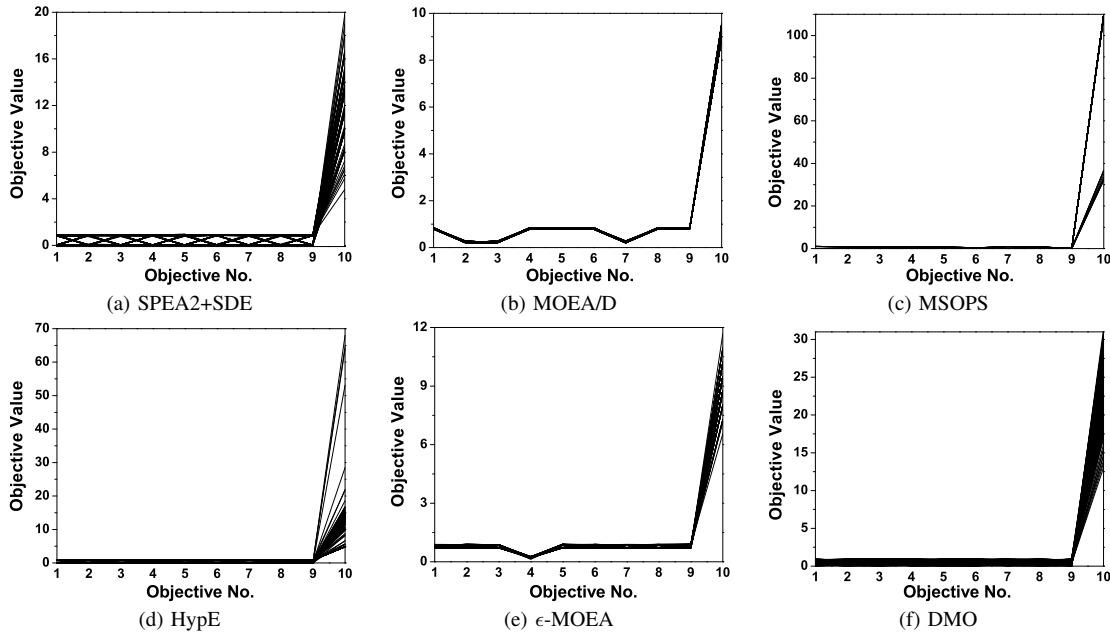 20
16
12
8
4
0
Objective Value
1 2 3 4 5 6 7 8 9 10
Objective No.
(a) SPEA2+SDE
10
8
6
4
2
0
Objective Value
1 2 3 4 5 6 7 8 9 10
Objective No.
(b) MOEA/D
100
80
60
40
20
0
Objective Value
1 2 3 4 5 6 7 8 9 10
Objective No.
(c) MSOPS
70
60
50
40
30
20
10
0
Objective Value
1 2 3 4 5 6 7 8 9 10
Objective No.
(d) HypE
12
9
6
3
0
Objective Value
1 2 3 4 5 6 7 8 9 10
Objective No.
(e) ϵ-MOEA
30
25
20
15
10
5
0
Objective Value
1 2 3 4 5 6 7 8 9 10
Objective No.
(f) DMO